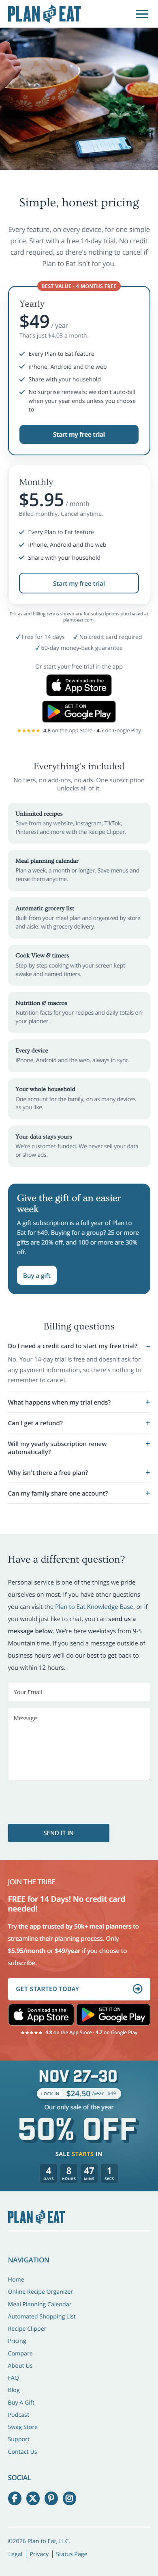 PLAN TO EAT
Simple, honest pricing
Every feature, on every device, for one simple
price. Start with a free 14-day trial. No credit
card required, so there's nothing to cancel if
Plan to Eat isn't for you.
BEST VALUE · 4 MONTHS FREE
Yearly
$49 / year
That's just $4.08 a month.
Every Plan to Eat feature
iPhone, Android and the web
Share with your household
No surprise renewals: we don't auto-bill
when your year ends unless you choose
to
Start my free trial
Monthly
$5.95 / month
Billed monthly. Cancel anytime.
Every Plan to Eat feature
iPhone, Android and the web
Share with your household
Start my free trial
Prices and billing terms shown are for subscriptions purchased at
plantoeat.com.
✓ Free for 14 days ✓ No credit card required
✓ 60-day money-back guarantee
Or start your free trial in the app
Download on the
App Store
GET IT ON
Google Play
★★★★★ 4.8 on the App Store · 4.7 on Google Play
Everything's included
No tiers, no add-ons, no ads. One subscription
unlocks all of it.
Unlimited recipes
Save from any website, Instagram, TikTok,
Pinterest and more with the Recipe Clipper.
Meal planning calendar
Plan a week, a month or longer. Save menus and
reuse them anytime.
Automatic grocery list
Built from your meal plan and organized by store
and aisle, with grocery delivery.
Cook View & timers
Step-by-step cooking with your screen kept
awake and named timers.
Nutrition & macros
Nutrition facts for your recipes and daily totals on
your planner.
Every device
iPhone, Android and the web, always in sync.
Your whole household
One account for the family, on as many devices
as you like.
Your data stays yours
We're customer-funded. We never sell your data
or show ads.
Give the gift of an easier
week
A gift subscription is a full year of Plan to
Eat for $49. Buying for a group? 25 or more
gifts are 20% off, and 100 or more are 30%
off.
Buy a gift
Billing questions
Do I need a credit card to start my free trial? –
No. Your 14-day trial is free and doesn't ask for
any payment information, so there's nothing to
remember to cancel.
What happens when my trial ends? +
Can I get a refund? +
Will my yearly subscription renew +
automatically?
Why isn't there a free plan? +
Can my family share one account? +
Have a different question?
Personal service is one of the things we pride
ourselves on most. If you have other questions
you can visit the Plan to Eat Knowledge Base, or if
you would just like to chat, you can send us a
message below. We're here weekdays from 9-5
Mountain time. If you send a message outside of
business hours we'll do our best to get back to
you within 12 hours.
Your Email
Message
SEND IT IN
JOIN THE TRIBE
FREE for 14 Days! No credit card
needed!
Try the app trusted by 50k+ meal planners to
streamline their planning process. Only
$5.95/month or $49/year if you choose to
subscribe.
GET STARTED TODAY
Download on the
App Store
GET IT ON
Google Play
★★★★★ 4.8 on the App Store · 4.7 on Google Play
NOV 27–30
LOCK IN $24.50 /year $49
Our only sale of the year
50% OFF
SALE STARTS IN
4 8 47 1
DAYS HOURS MINS SECS
PLAN TO EAT
NAVIGATION
Home
Online Recipe Organizer
Meal Planning Calendar
Automated Shopping List
Recipe Clipper
Pricing
Compare
About Us
FAQ
Blog
Buy A Gift
Podcast
Swag Store
Support
Contact Us
SOCIAL
©2026 Plan to Eat, LLC.
Legal | Privacy | Status Page